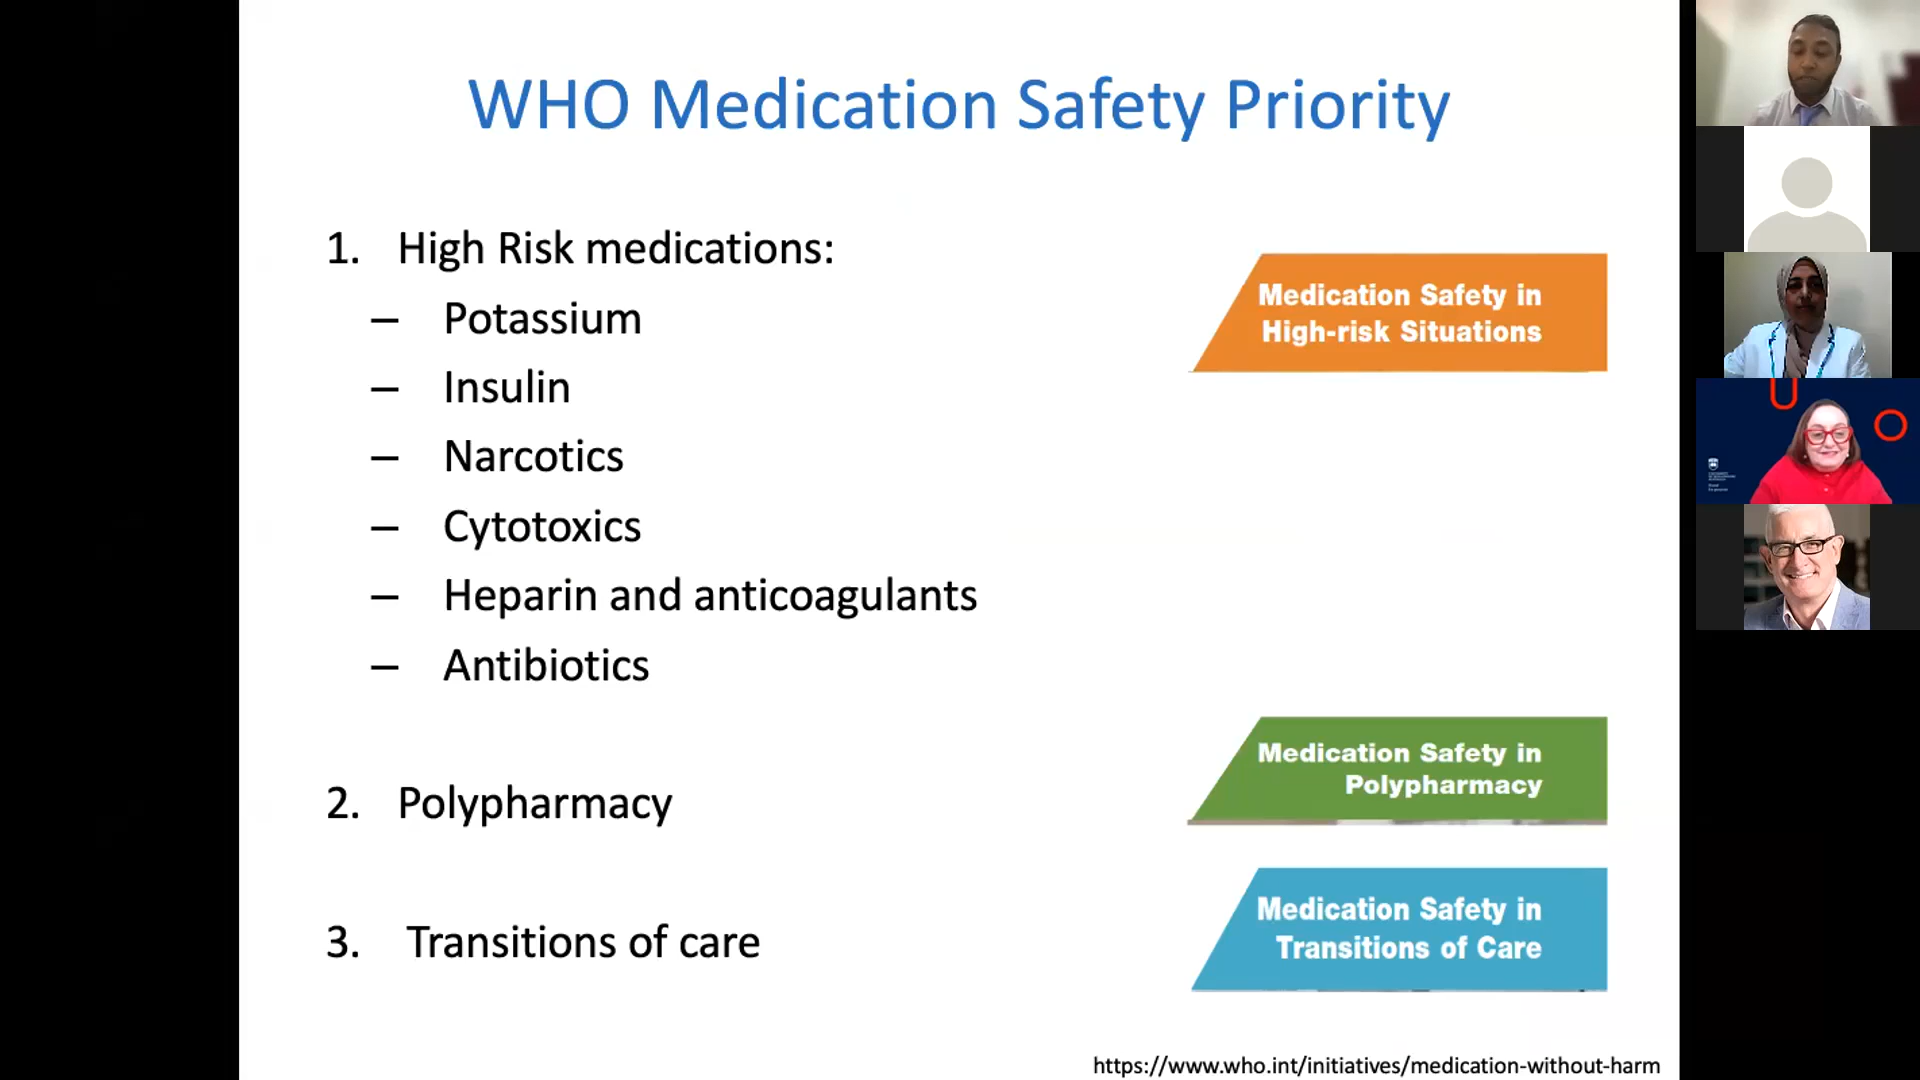 WHO Medication Safety Priority
1. High Risk medications:
– Potassium
– Insulin
– Narcotics
– Cytotoxics
– Heparin and anticoagulants
– Antibiotics
2. Polypharmacy
3. Transitions of care
Medication Safety in
High-risk Situations
Medication Safety in
Polypharmacy
Medication Safety in
Transitions of Care
https://www.who.int/initiatives/medication-without-harm